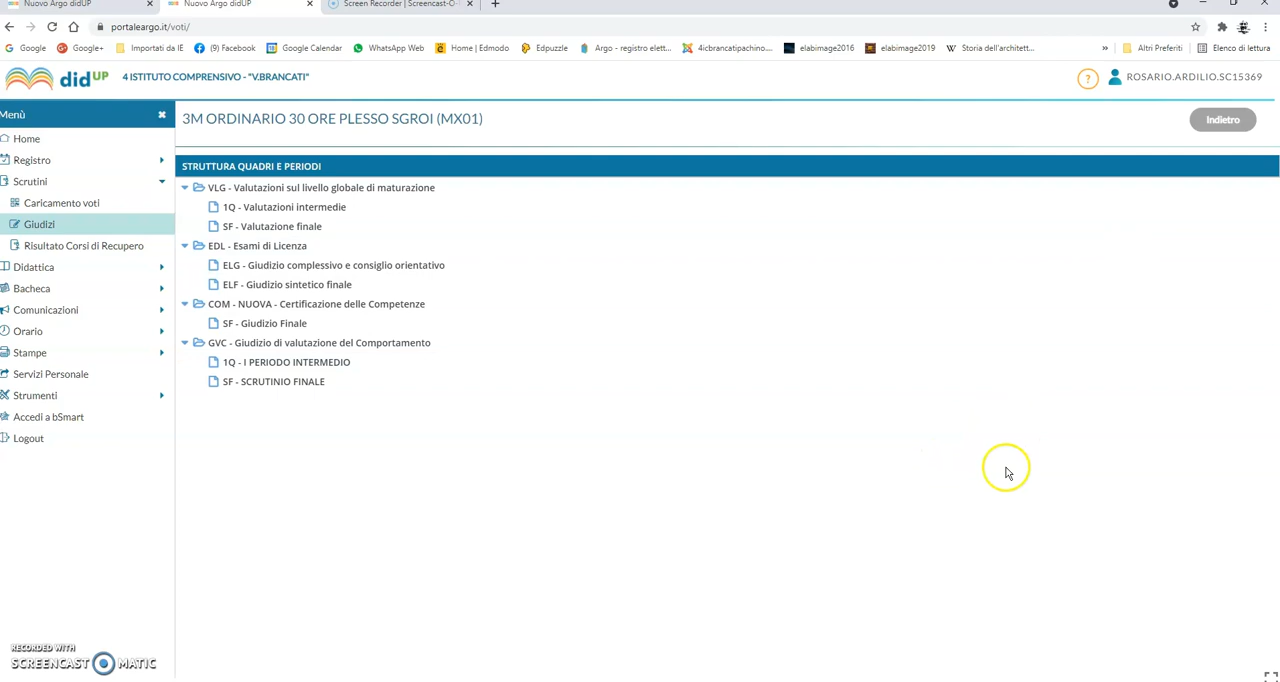 Nuovo Argo didUP
Nuovo Argo didUP
Screen Recorder | Screencast-O-
portaleargo.it/voti/
Google
Google+
Importati da IE
(9) Facebook
Google Calendar
WhatsApp Web
Home | Edmodo
Edpuzzle
Argo - registro elett...
4icbrancatipachino....
elabimage2016
elabimage2019
Storia dell'architett...
»
Altri Preferiti
Elenco di lettura
didUP
4 ISTITUTO COMPRENSIVO - "V.BRANCATI"
?
ROSARIO.ARDILIO.SC15369
Menù
Home
Registro
Scrutini
Caricamento voti
Giudizi
Risultato Corsi di Recupero
Didattica
Bacheca
Comunicazioni
Orario
Stampe
Servizi Personale
Strumenti
Accedi a bSmart
Logout
3M ORDINARIO 30 ORE PLESSO SGROI (MX01)
Indietro
STRUTTURA QUADRI E PERIODI
VLG - Valutazioni sul livello globale di maturazione
1Q - Valutazioni intermedie
SF - Valutazione finale
EDL - Esami di Licenza
ELG - Giudizio complessivo e consiglio orientativo
ELF - Giudizio sintetico finale
COM - NUOVA - Certificazione delle Competenze
SF - Giudizio Finale
GVC - Giudizio di valutazione del Comportamento
1Q - I PERIODO INTERMEDIO
SF - SCRUTINIO FINALE
RECORDED WITH
SCREENCAST MATIC